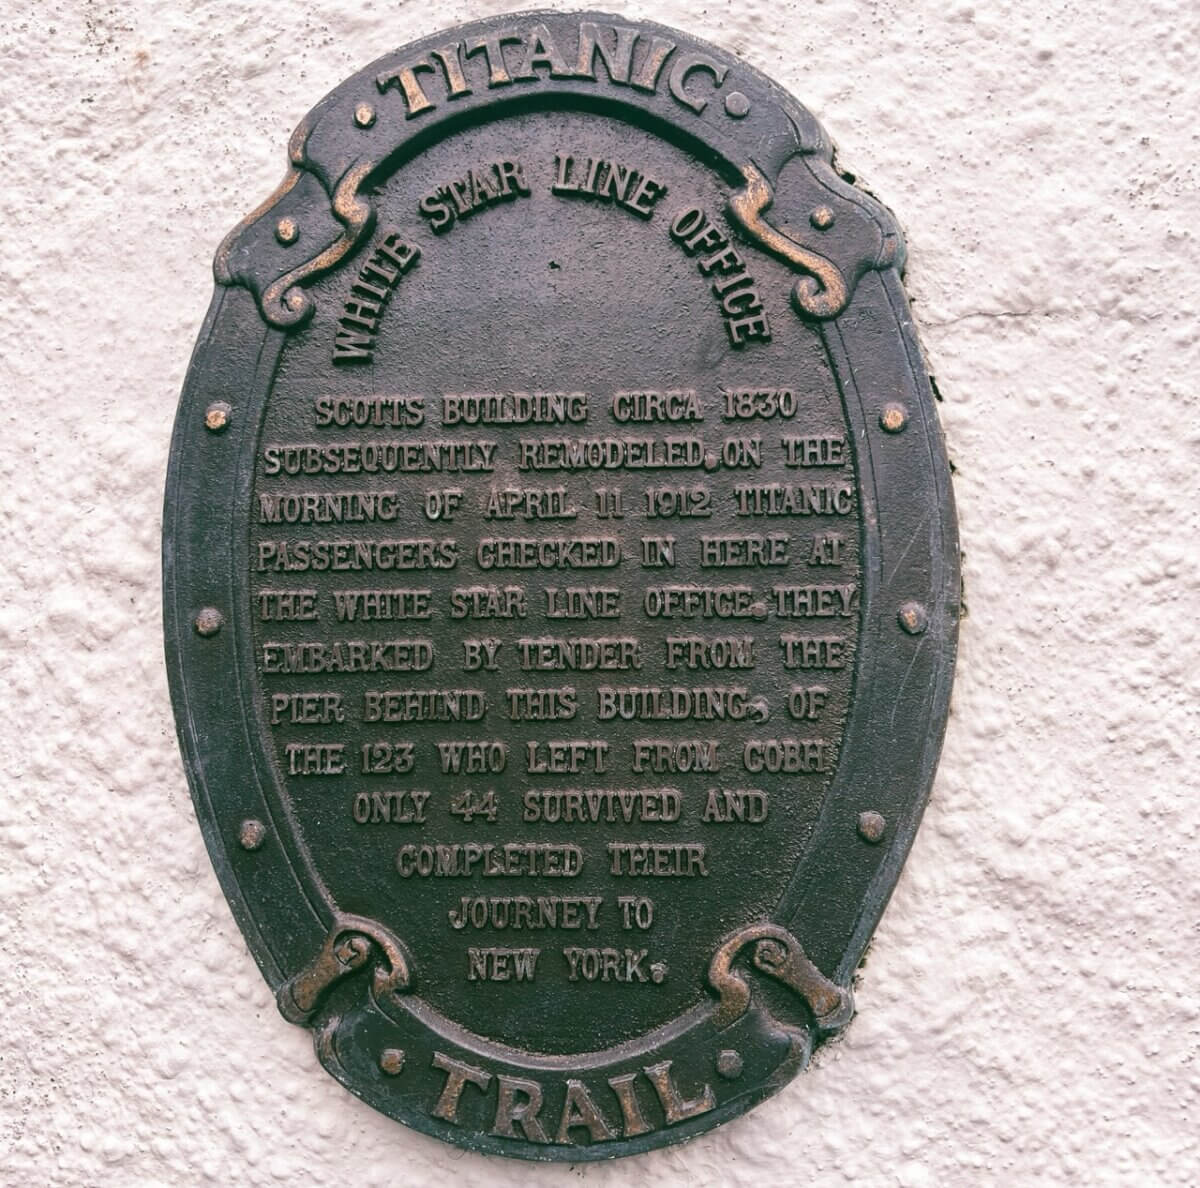 TITANIC
WHITE STAR LINE OFFICE
SCOTTS BUILDING CIRCA 1830
SUBSEQUENTLY REMODELED, ON THE
MORNING OF APRIL 11 1912 TITANIC
PASSENGERS CHECKED IN HERE AT
THE WHITE STAR LINE OFFICE. THEY
EMBARKED BY TENDER FROM THE
PIER BEHIND THIS BUILDING, OF
THE 123 WHO LEFT FROM COBH
ONLY 44 SURVIVED AND
COMPLETED THEIR
JOURNEY TO
NEW YORK.
TRAIL